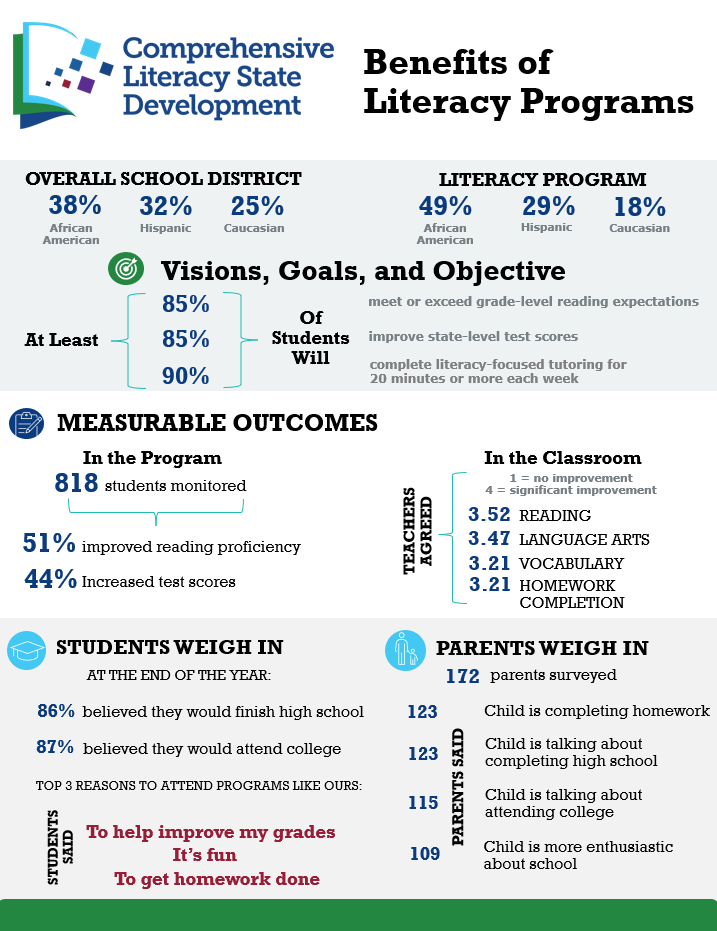 Comprehensive
Literacy State
Development
Benefits of
Literacy Programs
OVERALL SCHOOL DISTRICT
38% 32% 25%
African
American
Hispanic
Caucasian
LITERACY PROGRAM
49% 29% 18%
African
American
Hispanic
Caucasian
Visions, Goals, and Objective
At Least
85%
85%
90%
Of
Students
Will
meet or exceed grade-level reading expectations
improve state-level test scores
complete literacy-focused tutoring for
20 minutes or more each week
MEASURABLE OUTCOMES
In the Program
818 students monitored
51% improved reading proficiency
44% Increased test scores
In the Classroom
1 = no improvement
4 = significant improvement
TEACHERS
AGREED
3.52 READING
3.47 LANGUAGE ARTS
3.21 VOCABULARY
3.21 HOMEWORK
COMPLETION
STUDENTS WEIGH IN
AT THE END OF THE YEAR:
86% believed they would finish high school
87% believed they would attend college
TOP 3 REASONS TO ATTEND PROGRAMS LIKE OURS:
STUDENTS
SAID
To help improve my grades
It's fun
To get homework done
PARENTS WEIGH IN
172 parents surveyed
PARENTS SAID
123 Child is completing homework
123 Child is talking about
completing high school
115 Child is talking about
attending college
109 Child is more enthusiastic
about school